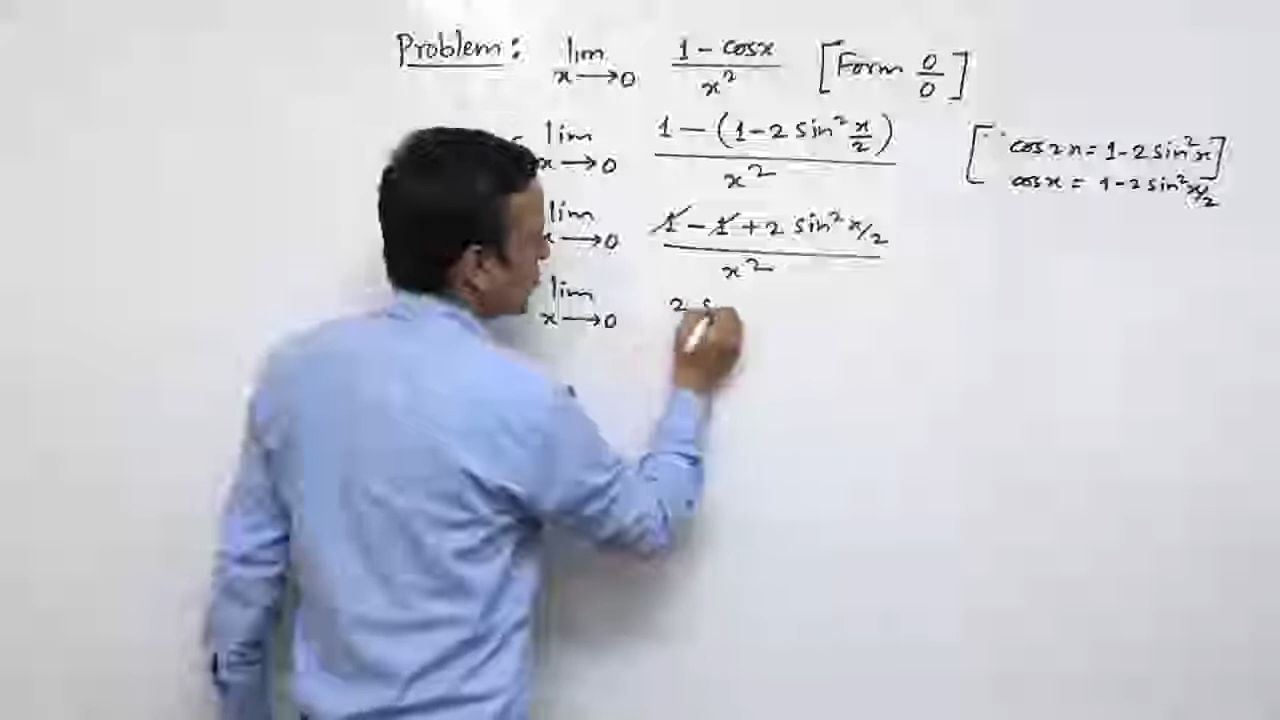 Problem: lim x→0 1 - cosx / x² [Form 0/0]
= lim x→0 1 - (1 - 2 sin² x/2) / x² [∵ cos2x = 1 - 2 sin²x
cosx = 1 - 2 sin² x/2]
lim x→0 1 - 1 + 2 sin² x/2 / x²
lim x→0 2 s